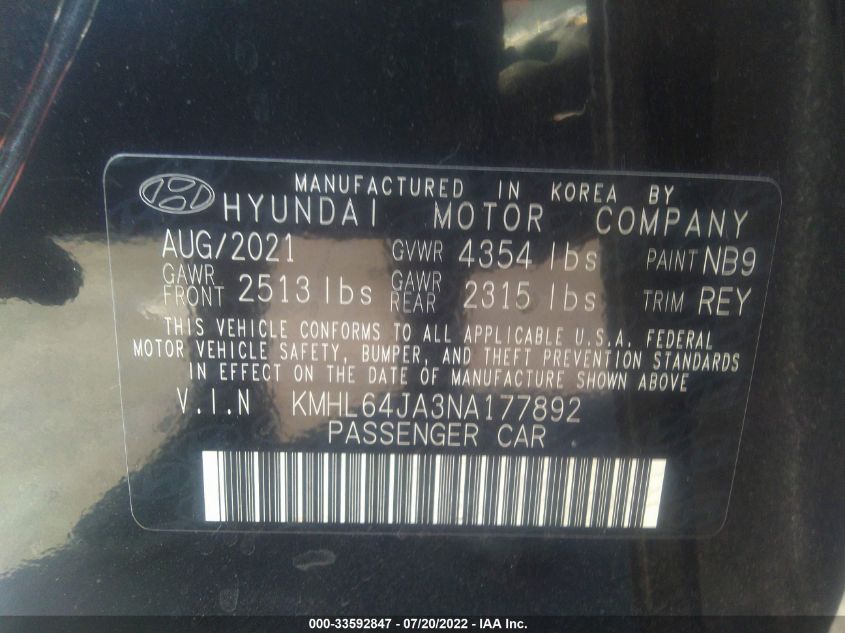 MANUFACTURED IN KOREA BY
HYUNDAI MOTOR COMPANY
AUG/2021 GVWR 4354 lbs PAINT NB9
GAWR FRONT 2513 lbs GAWR REAR 2315 lbs TRIM REY
THIS VEHICLE CONFORMS TO ALL APPLICABLE U.S.A. FEDERAL
MOTOR VEHICLE SAFETY, BUMPER, AND THEFT PREVENTION STANDARDS
IN EFFECT ON THE DATE OF MANUFACTURE SHOWN ABOVE
V.I.N KMHL64JA3NA177892
PASSENGER CAR
000-33592847 / 07/20/2022 - IAA Inc.